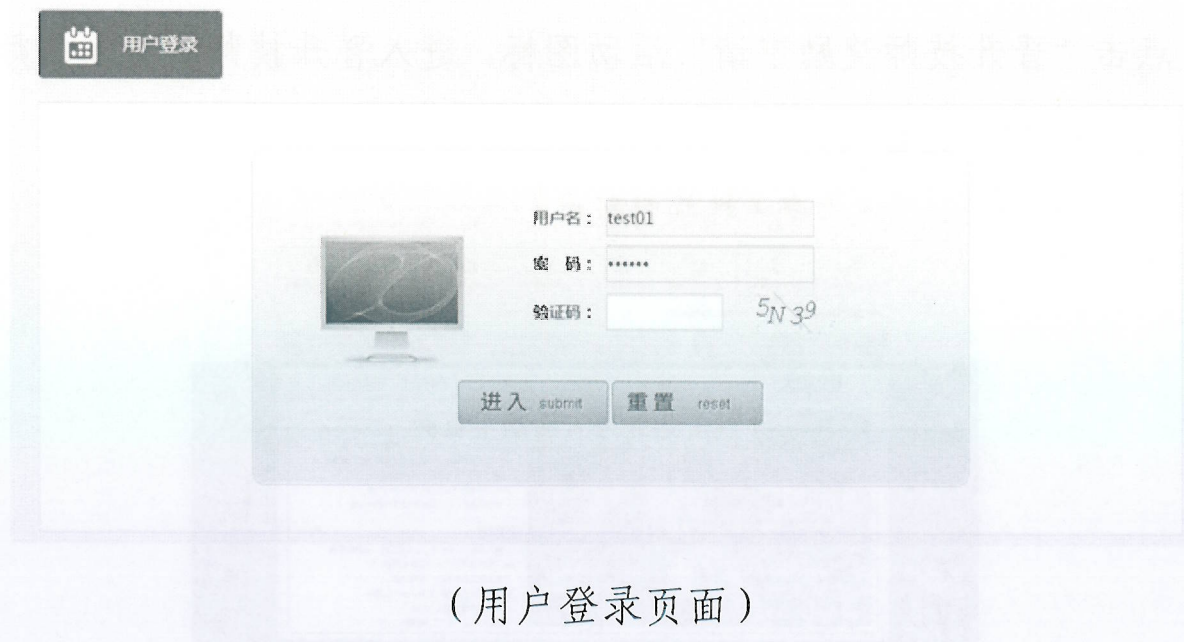 用户登录
用户名： test01
密 码： ••••••
验证码： 5N39
进入 submit 重置 reset
（用户登录页面）